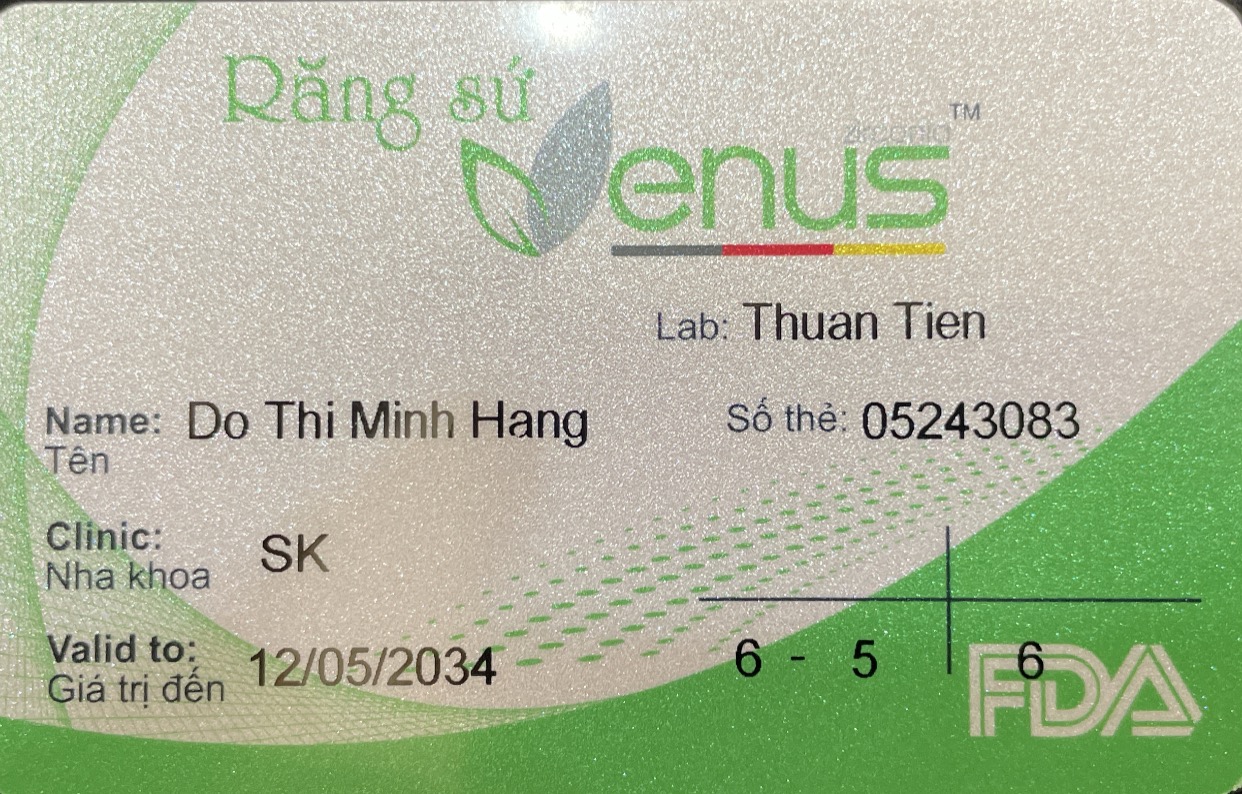 Răng sứ
Venus ™
Lab: Thuan Tien
Name: Do Thi Minh Hang
Tên
Số thẻ: 05243083
Clinic: SK
Nha khoa
Valid to: 12/05/2034
Giá trị đến
6 - 5 6
FDA